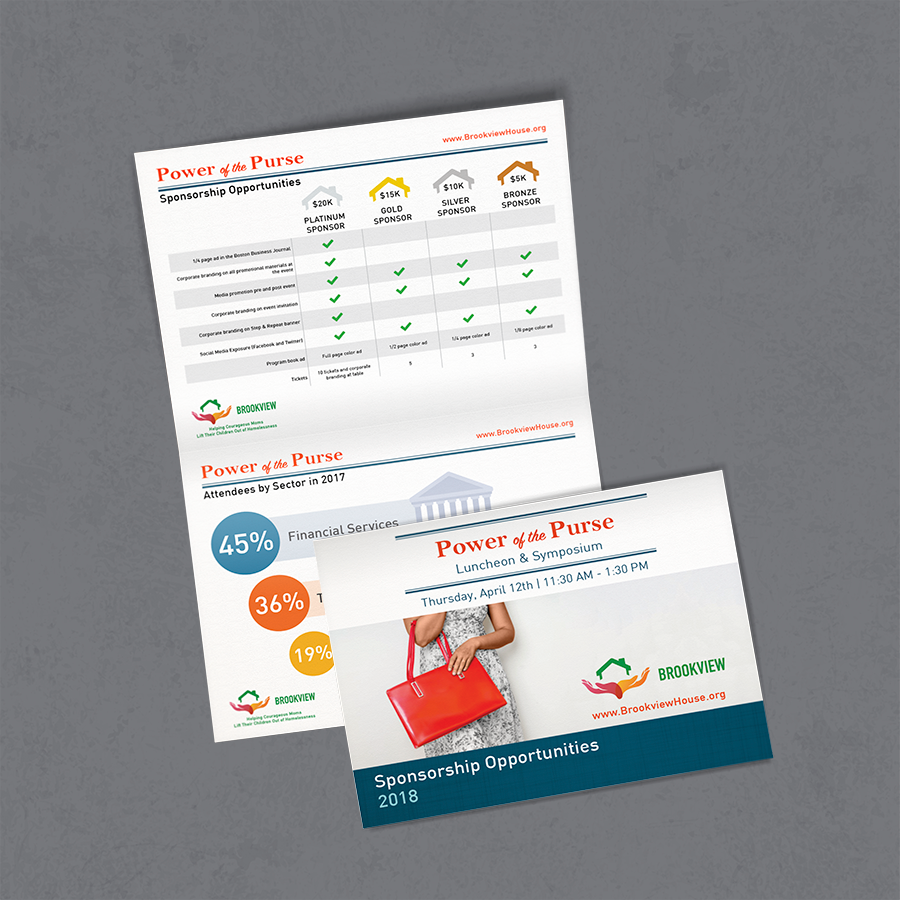 www.BrookviewHouse.org
Power of the Purse
Sponsorship Opportunities
$20K
$15K
$10K
$5K
PLATINUM SPONSOR
GOLD SPONSOR
SILVER SPONSOR
BRONZE SPONSOR
1/4 page ad in the Boston Business Journal
Corporate branding on all promotional materials at
the event
Media promotion pre and post event
Corporate branding on event invitation
Corporate branding on Step & Repeat banner
Social Media Exposure (Facebook and Twitter)
Program book ad
Full page color ad
1/2 page color ad
1/4 page color ad
1/8 page color ad
Tickets
10 tickets and corporate
branding at table
5
3
3
BROOKVIEW
Helping Courageous Moms
Lift Their Children Out of Homelessness
www.BrookviewHouse.org
Power of the Purse
Attendees by Sector in 2017
45%
Financial Services
36%
T
19%
BROOKVIEW
Helping Courageous Moms
Lift Their Children Out of Homelessness
Power of the Purse
Luncheon & Symposium
Thursday, April 12th | 11:30 AM - 1:30 PM
BROOKVIEW
www.BrookviewHouse.org
Sponsorship Opportunities
2018